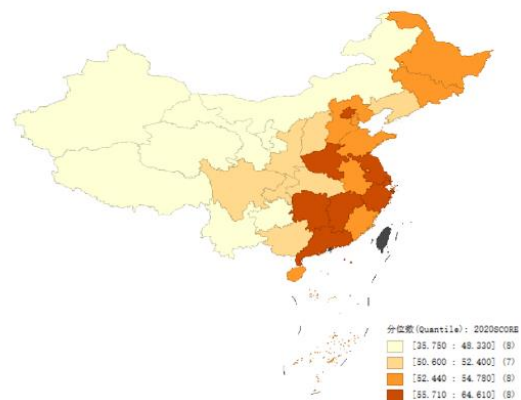 分位数(Quantile): 2020SCORE
[35.750 : 48.330] (8)
[50.600 : 52.400] (7)
[52.440 : 54.780] (8)
[55.710 : 64.610] (8)